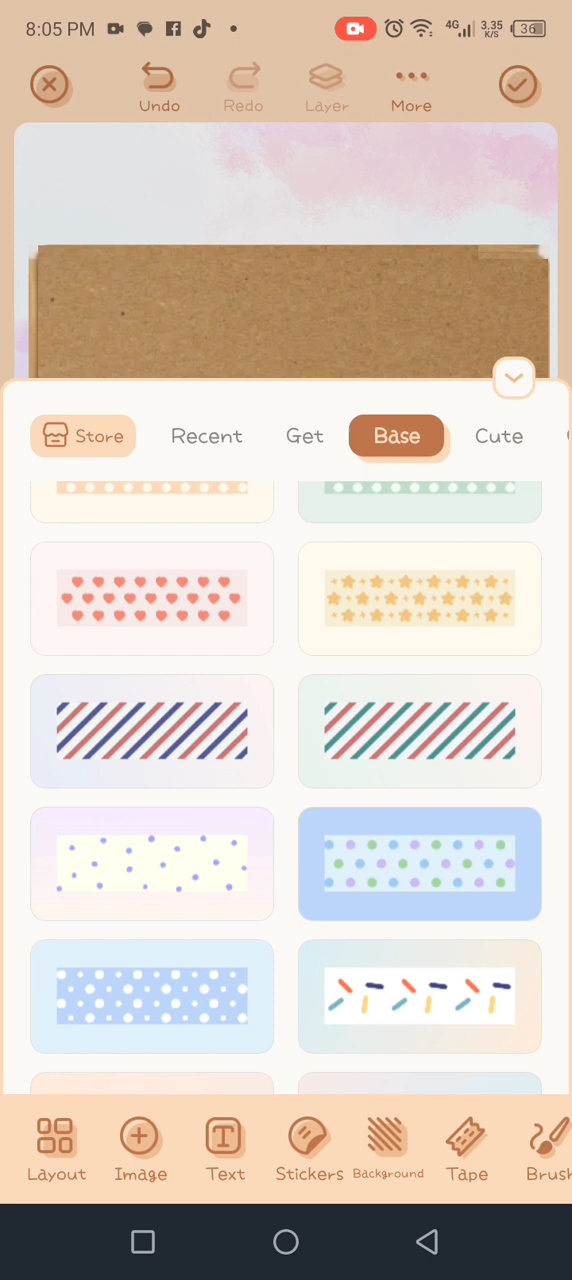 8:05 PM 4G 3.35 K/S 36
Undo Redo Layer More
Store Recent Get Base Cute
Layout Image Text Stickers Background Tape Brush